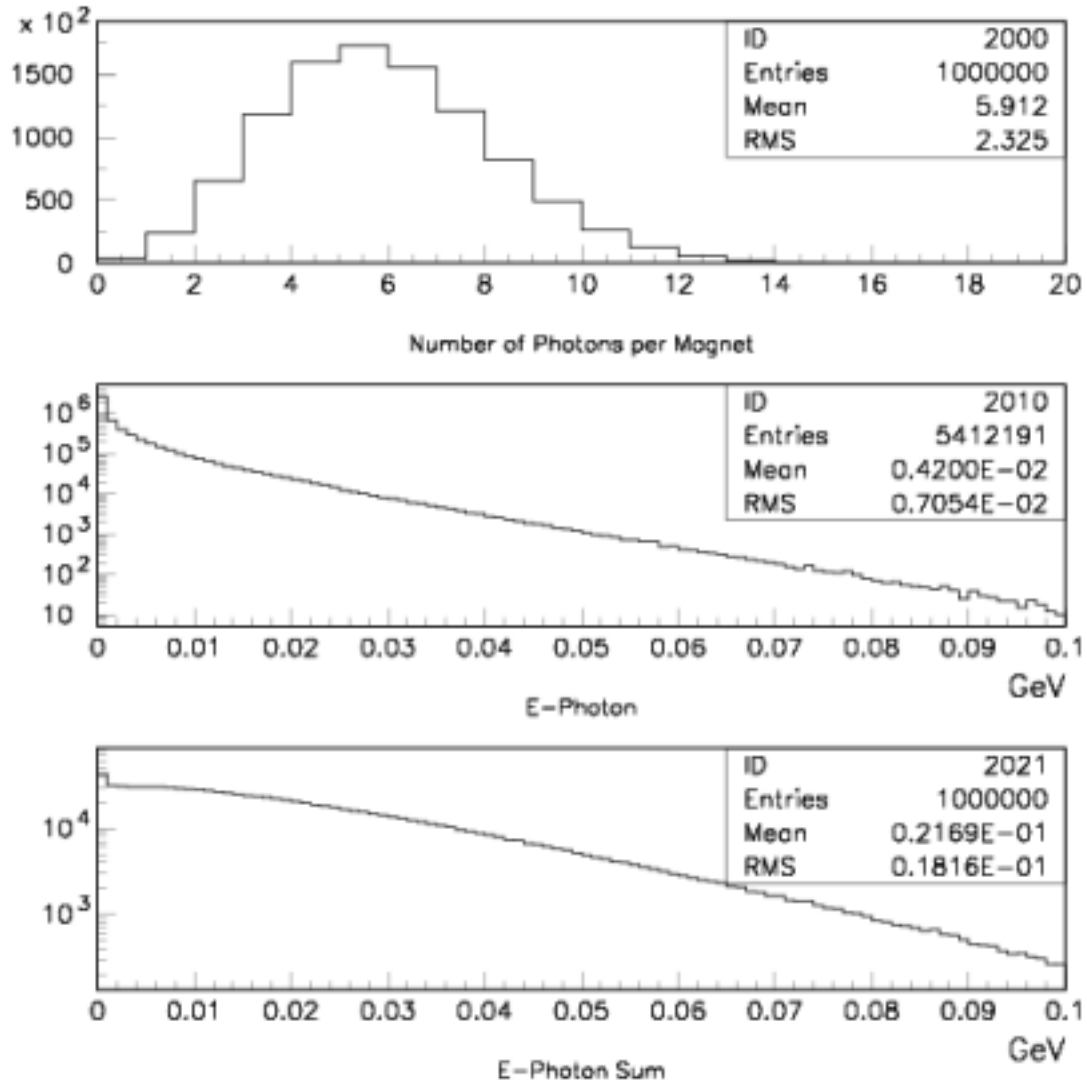 x 10²
1500
1000
500
0
0 2 4 6 8 10 12 14 16 18 20
ID 2000
Entries 1000000
Mean 5.912
RMS 2.325
Number of Photons per Magnet
10⁶
10⁵
10⁴
10³
10²
10
0 0.01 0.02 0.03 0.04 0.05 0.06 0.07 0.08 0.09 0.1
ID 2010
Entries 5412191
Mean 0.4200E-02
RMS 0.7054E-02
GeV
E-Photon
10⁴
10³
0 0.01 0.02 0.03 0.04 0.05 0.06 0.07 0.08 0.09 0.1
ID 2021
Entries 1000000
Mean 0.2169E-01
RMS 0.1816E-01
GeV
E-Photon Sum